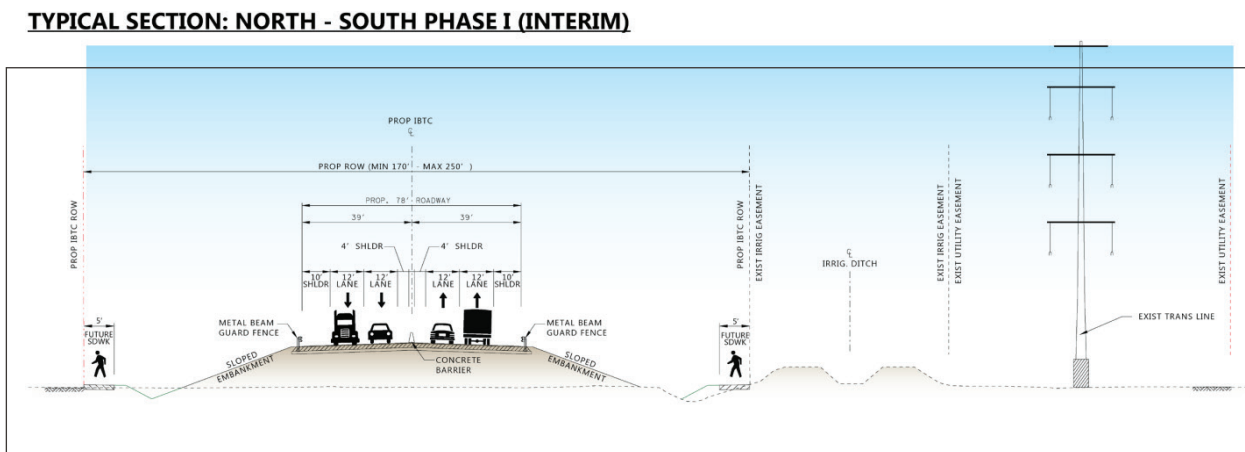 TYPICAL SECTION: NORTH - SOUTH PHASE I (INTERIM)
PROP IBTC
℄
PROP ROW (MIN 170' - MAX 250' )
PROP. 78' ROADWAY
39' 39'
4' SHLDR 4' SHLDR
10' SHLDR
12' LANE
12' LANE
12' LANE
12' LANE
10' SHLDR
PROP IBTC ROW
PROP IBTC ROW
EXIST IRRIG EASEMENT
℄
IRRIG. DITCH
EXIST IRRIG EASEMENT
EXIST UTILITY EASEMENT
EXIST UTILITY EASEMENT
5'
FUTURE
SDWK
METAL BEAM
GUARD FENCE
SLOPED
EMBANKMENT
CONCRETE
BARRIER
METAL BEAM
GUARD FENCE
SLOPED
EMBANKMENT
5'
FUTURE
SDWK
EXIST TRANS LINE